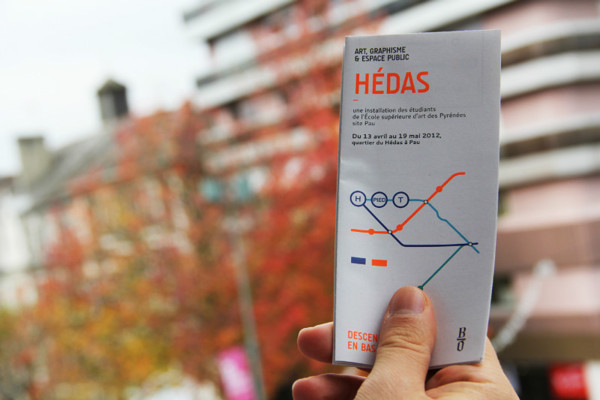 ART, GRAPHISME
& ESPACE PUBLIC
HÉDAS
une installation des étudiants
de l'École supérieure d'art des Pyrénées
site Pau
Du 13 avril au 19 mai 2012,
quartier du Hédas à Pau
H PIED T
DESCEN
EN BAS
B
O